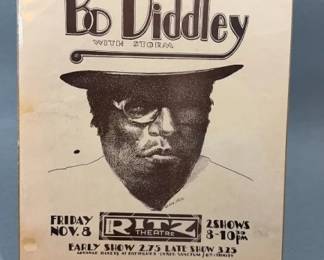 Bo Diddley
WITH STORM
FRIDAY
NOV. 8
RITZ
THEATRE
2 SHOWS
8-10 PM
EARLY SHOW 2.75 LATE SHOW 3.25